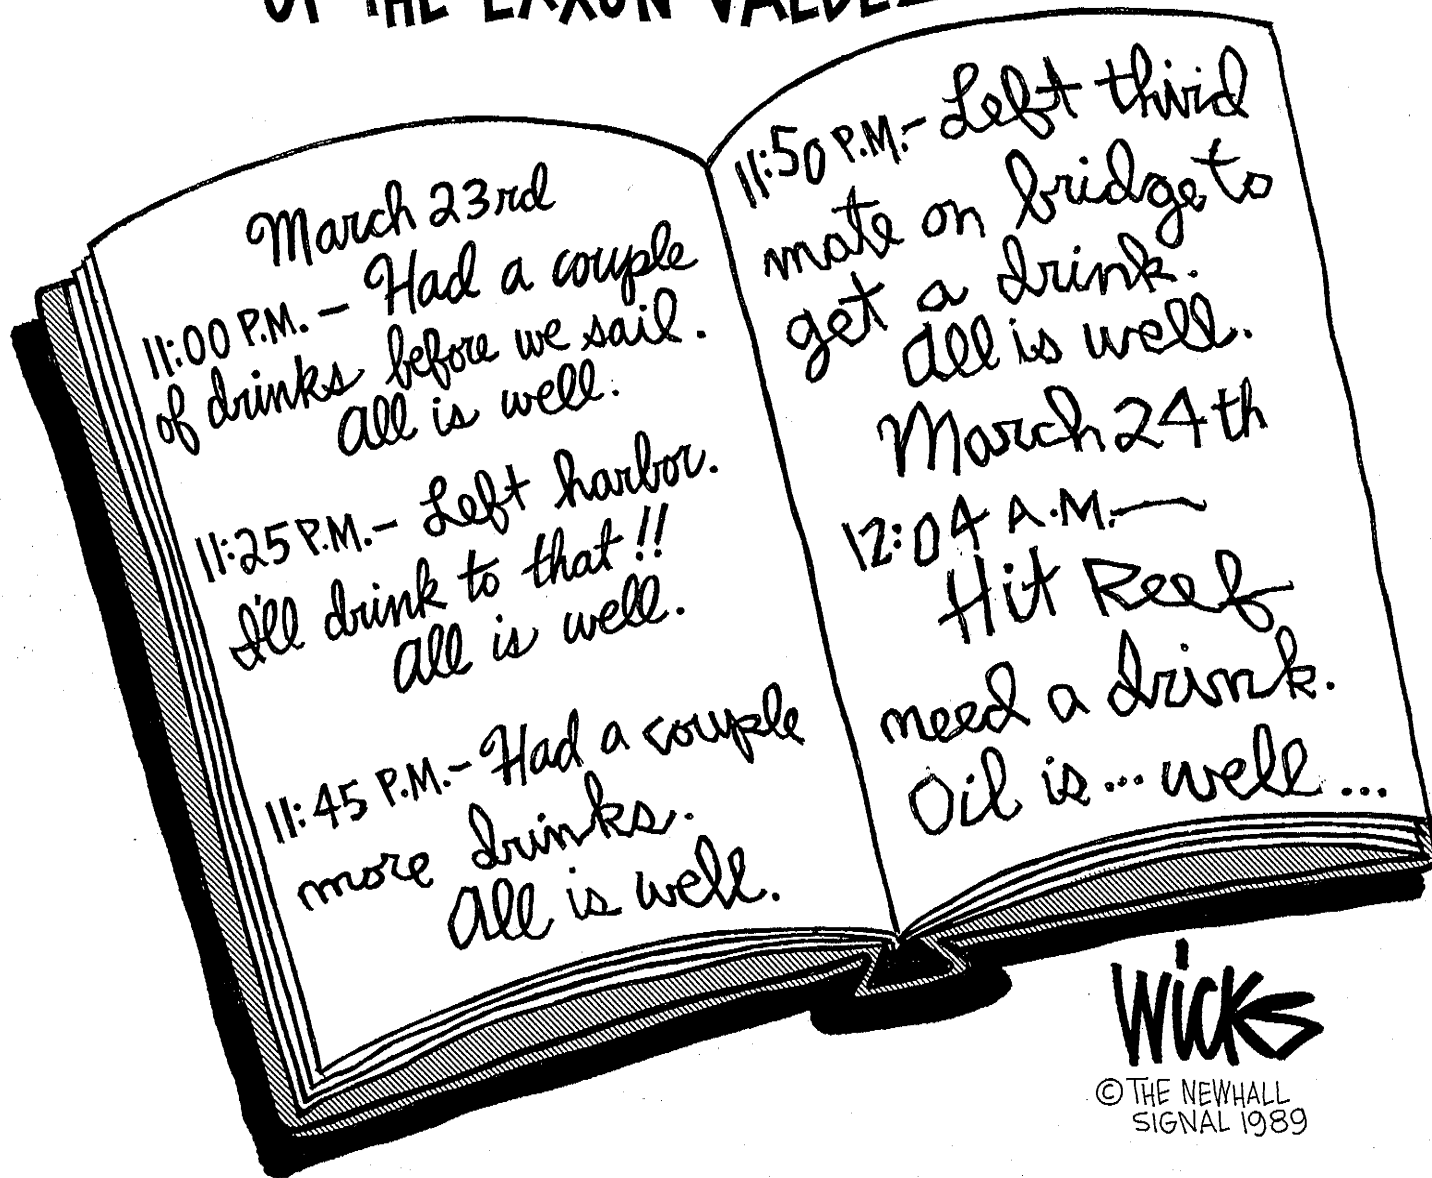 OF THE EXXON VALDEZ
March 23rd
11:00 P.M. — Had a couple
of drinks before we sail.
All is well.
11:25 P.M. — Left harbor.
I'll drink to that!!
All is well.
11:45 P.M. — Had a couple
more drinks.
All is well.
11:50 P.M. — Left third
mate on bridge to
get a drink.
All is well.
March 24th
12:04 A.M. —
Hit Reef
need a drink.
Oil is... well...
Wicks
© THE NEWHALL
SIGNAL 1989